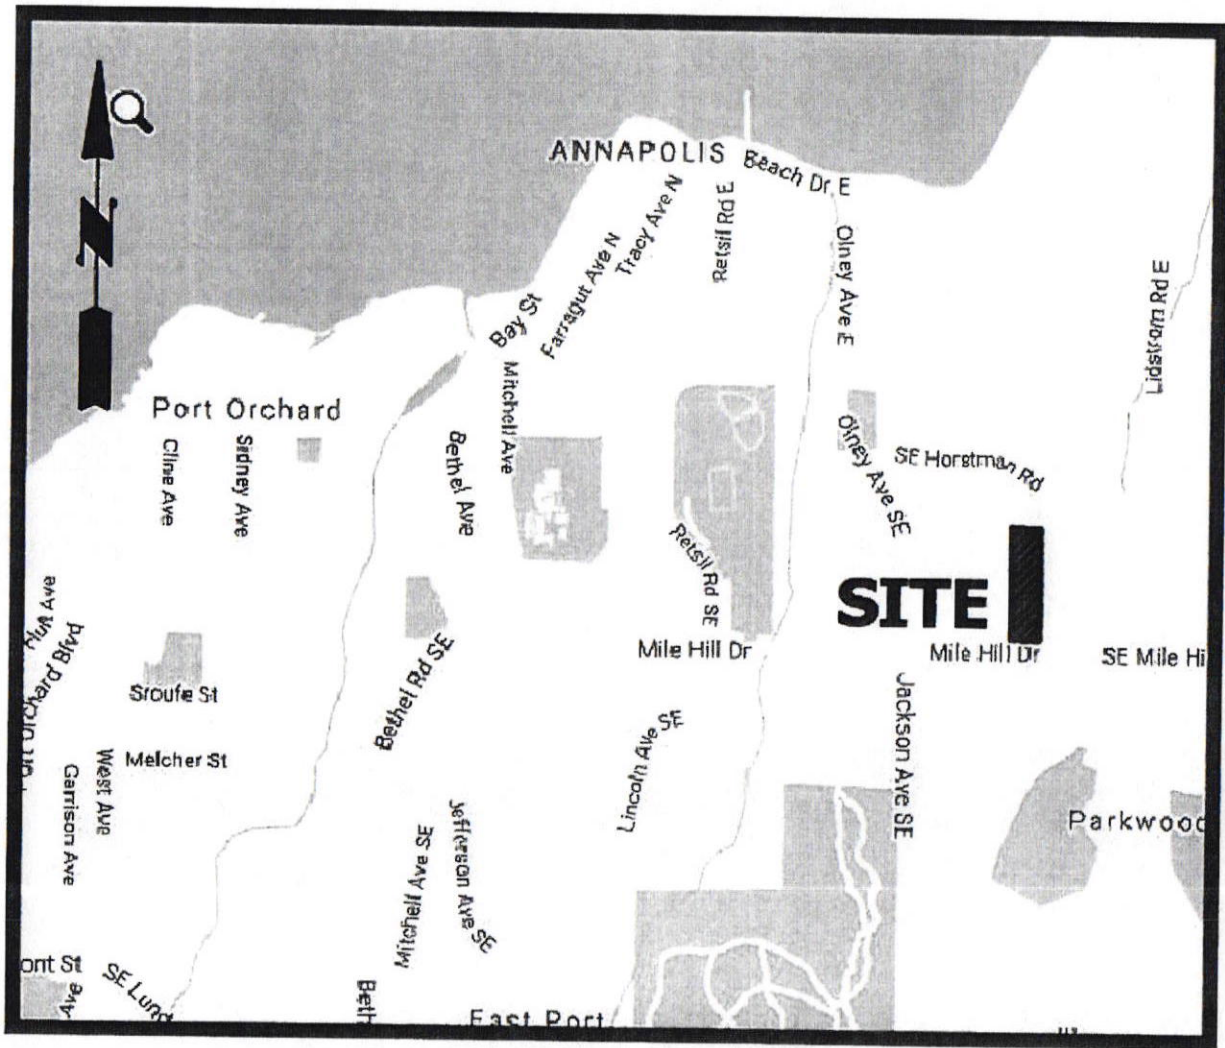 ANNAPOLIS
Beach Dr E
Tracy Ave N
Retsil Rd E
Farragut Ave N
Olney Ave E
Lidstrom Rd E
Bay St
Mitchell Ave
Port Orchard
Cline Ave
Sidney Ave
Bethel Ave
Olney Ave SE
SE Horstman Rd
Retsil Rd SE
SITE
Mile Hill Dr
Mile Hill Dr
SE Mile Hi
Orchard Blvd
Sroufe St
Bethel Rd SE
Jackson Ave SE
Lincoln Ave SE
Melcher St
West Ave
Garrison Ave
Mitchell Ave SE
Jefferson Ave SE
Parkwood
ont St
Ave
SE Lund
Beth
East Port